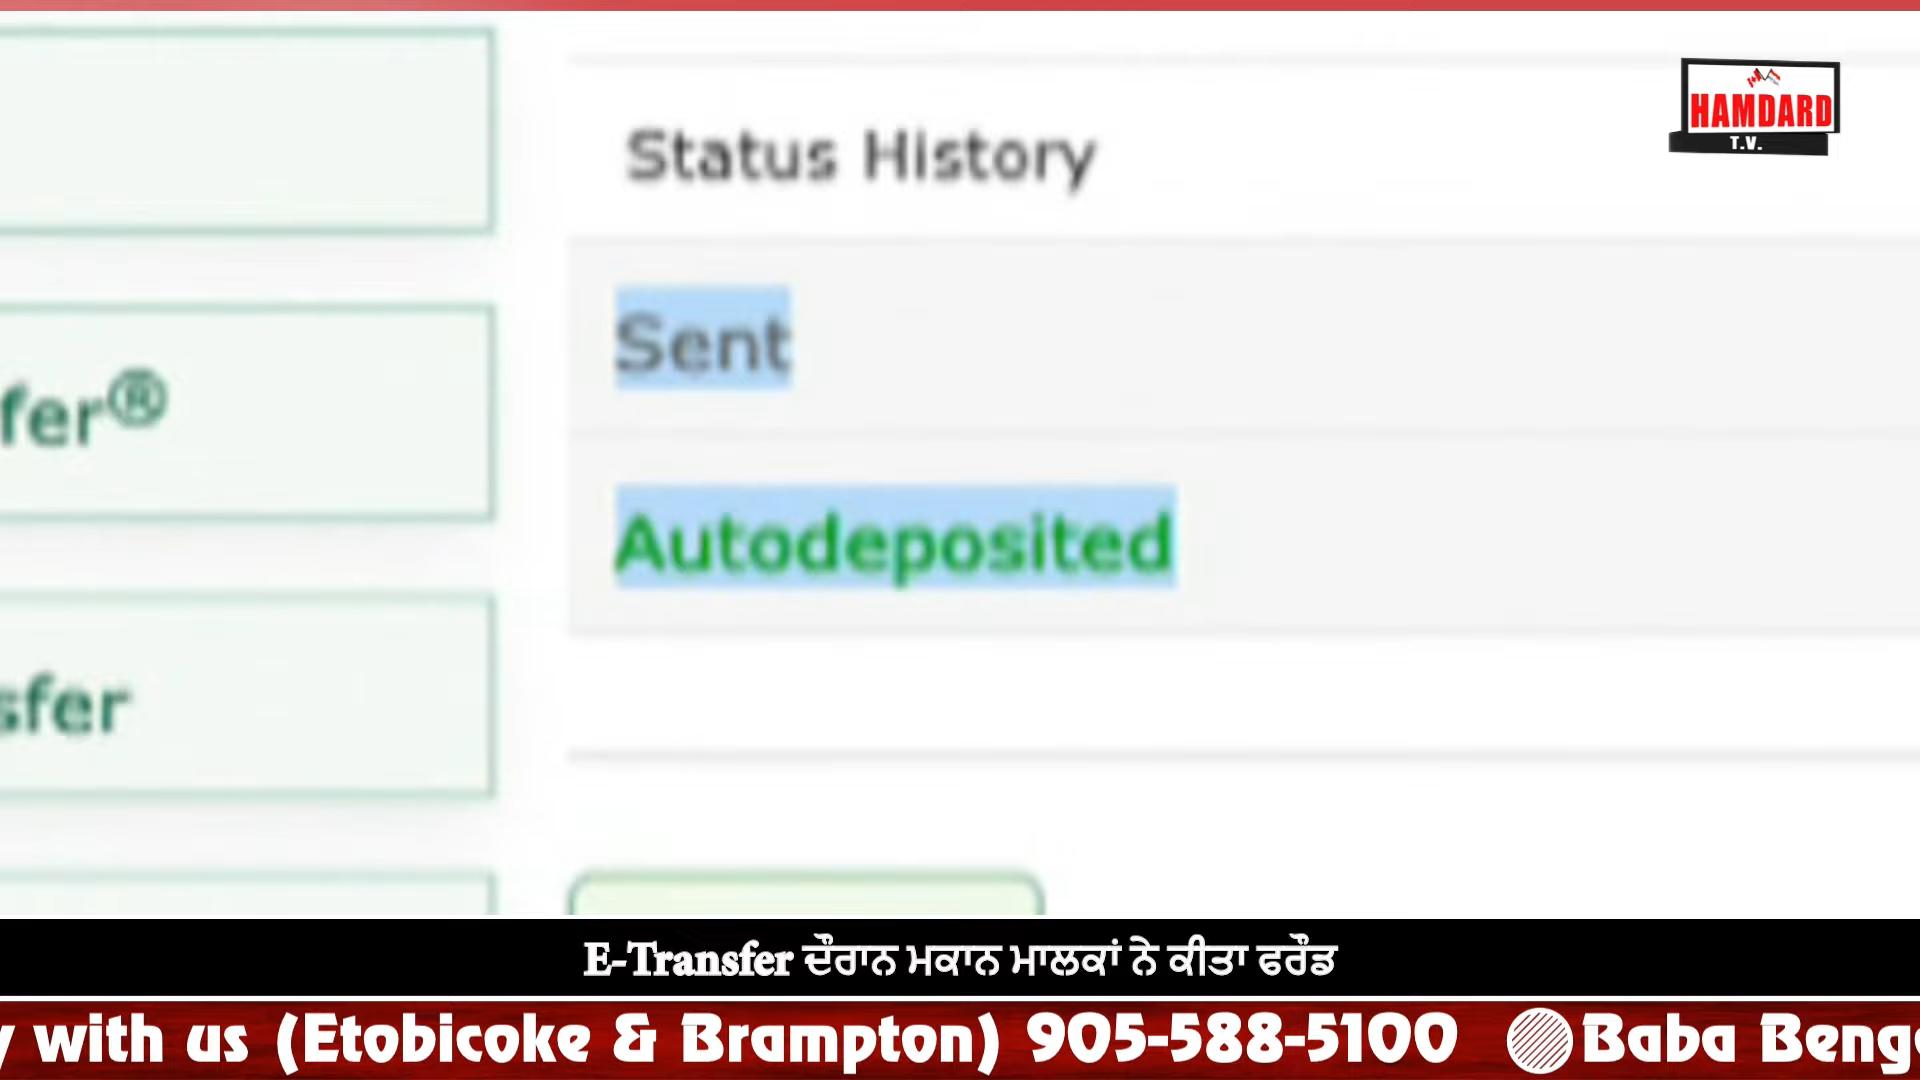 HAMDARD
T.V.
Status History
Sent
fer®
Autodeposited
sfer
E-Transfer ਦੌਰਾਨ ਮਕਾਨ ਮਾਲਕਾਂ ਨੇ ਕੀਤਾ ਫਰੌਡ
y with us (Etobicoke & Brampton) 905-588-5100 Baba Beng